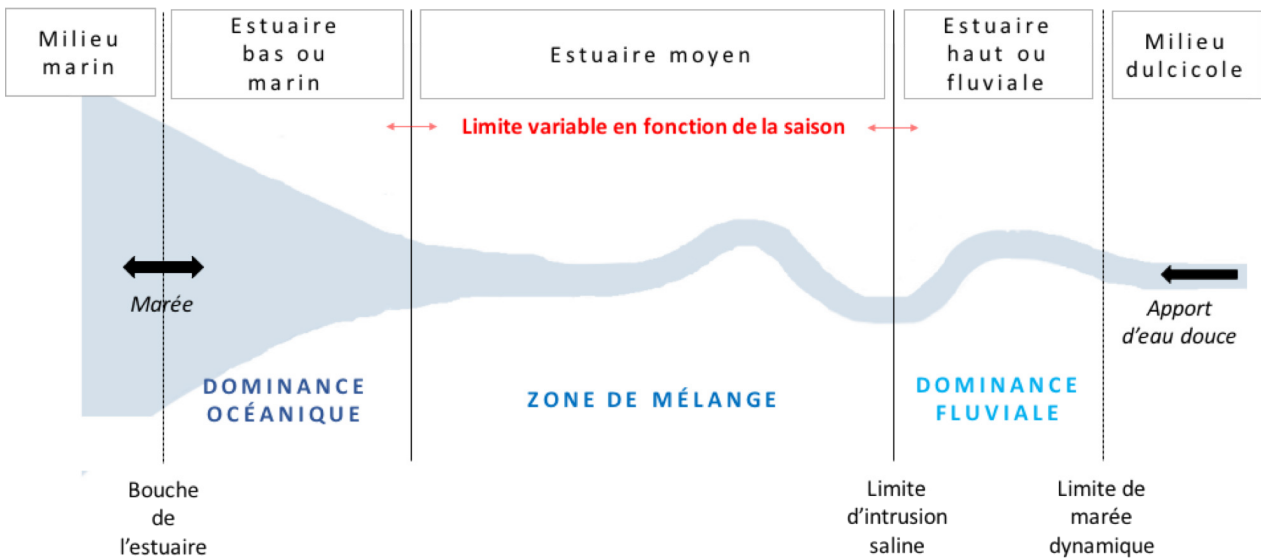 Milieu
marin
Estuaire
bas ou
marin
Estuaire moyen
Estuaire
haut ou
fluviale
Milieu
dulcicole
Limite variable en fonction de la saison
Marée
Apport
d'eau douce
DOMINANCE
OCÉANIQUE
ZONE DE MÉLANGE
DOMINANCE
FLUVIALE
Bouche
de
l'estuaire
Limite
d'intrusion
saline
Limite de
marée
dynamique